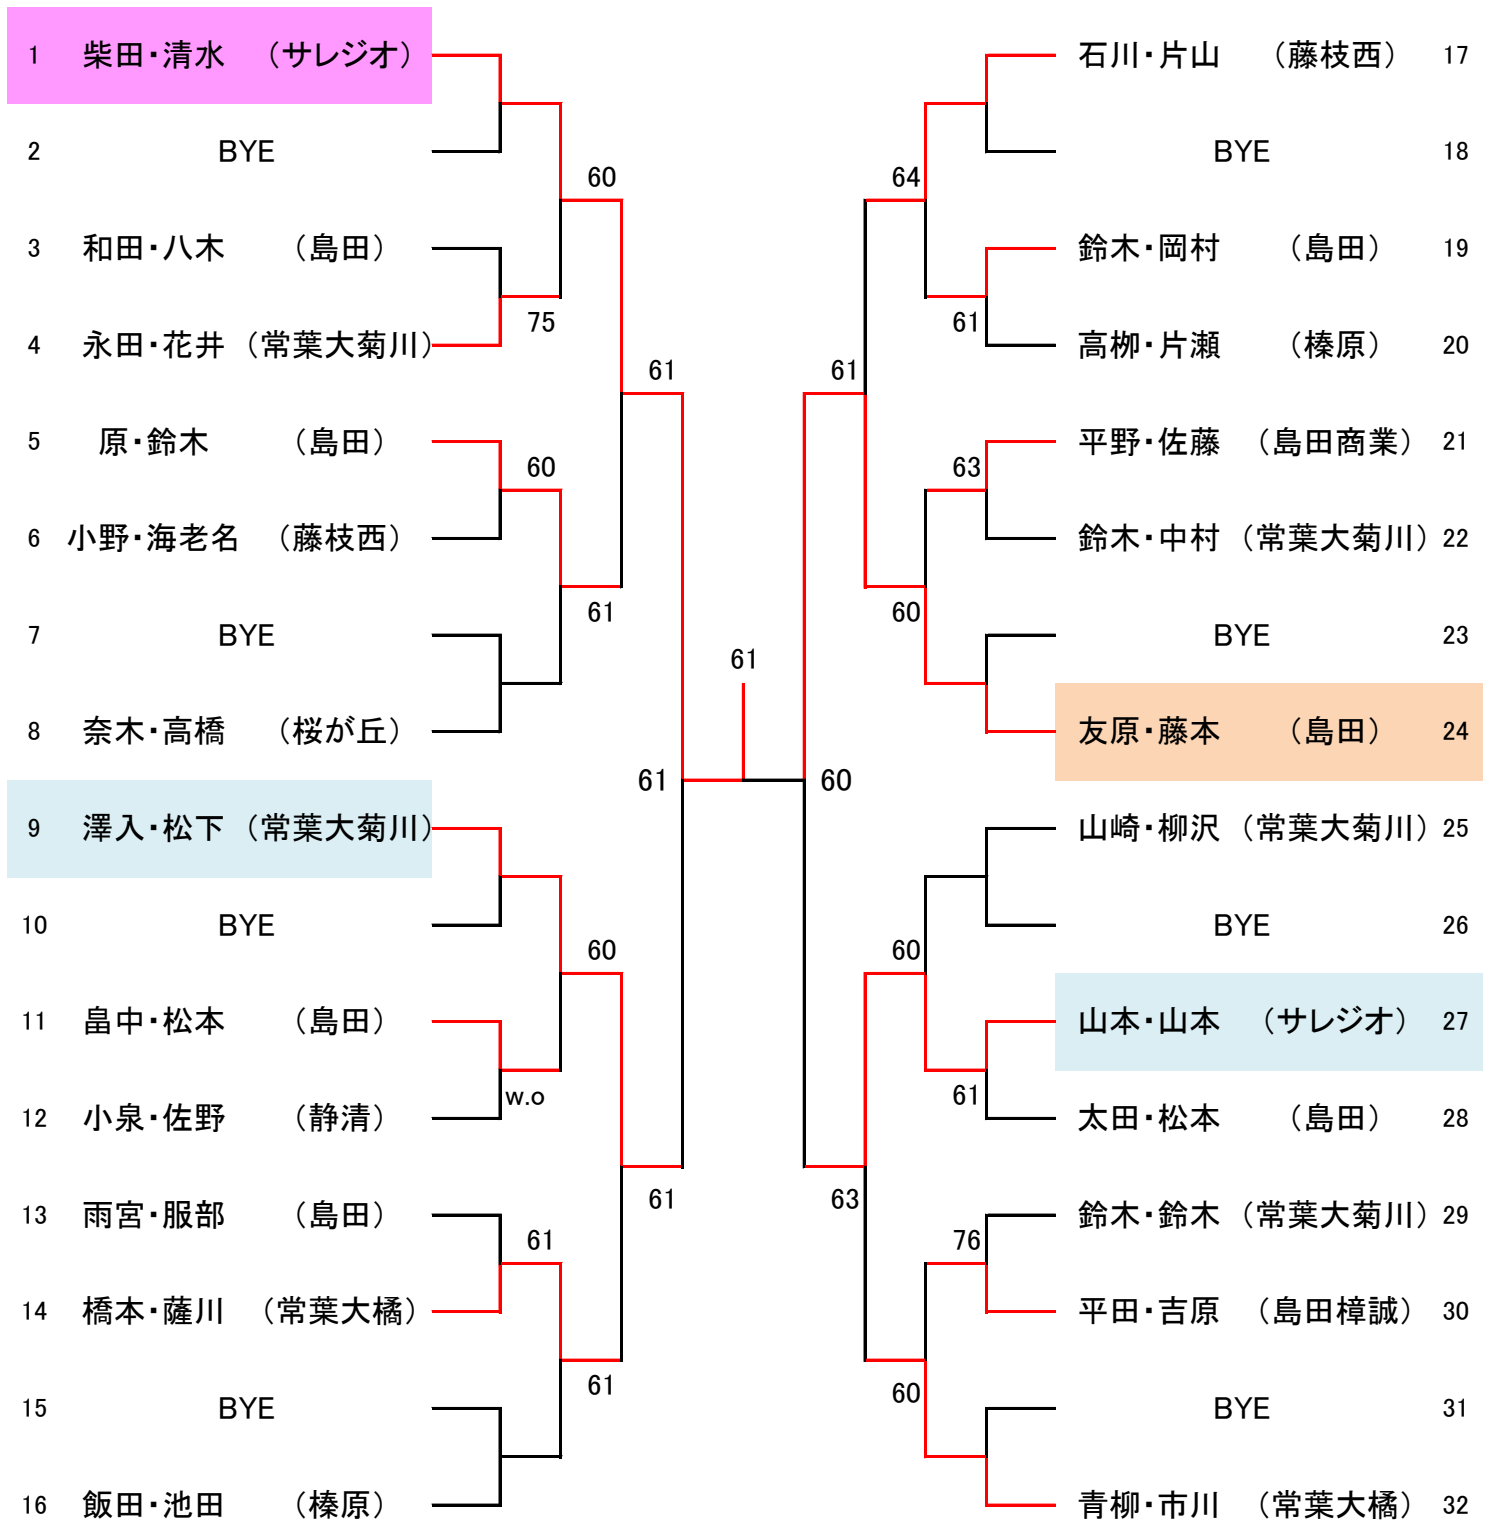 1 柴田・清水 （サレジオ）
2 BYE
60
3 和田・八木 （島田）
75
4 永田・花井 （常葉大菊川）
61
5 原・鈴木 （島田）
60
6 小野・海老名 （藤枝西）
61
7 BYE
8 奈木・高橋 （桜が丘）
61
9 澤入・松下 （常葉大菊川）
10 BYE
60
11 畠中・松本 （島田）
w.o
12 小泉・佐野 （静清）
61
13 雨宮・服部 （島田）
61
14 橋本・薩川 （常葉大橘）
61
15 BYE
16 飯田・池田 （榛原）
61
石川・片山 （藤枝西） 17
BYE 18
64
鈴木・岡村 （島田） 19
61
高栁・片瀬 （榛原） 20
61
平野・佐藤 （島田商業） 21
63
鈴木・中村 （常葉大菊川） 22
60
BYE 23
友原・藤本 （島田） 24
60
山崎・柳沢 （常葉大菊川） 25
BYE 26
60
山本・山本 （サレジオ） 27
61
太田・松本 （島田） 28
63
鈴木・鈴木 （常葉大菊川） 29
76
平田・吉原 （島田樟誠） 30
60
BYE 31
青柳・市川 （常葉大橘） 32